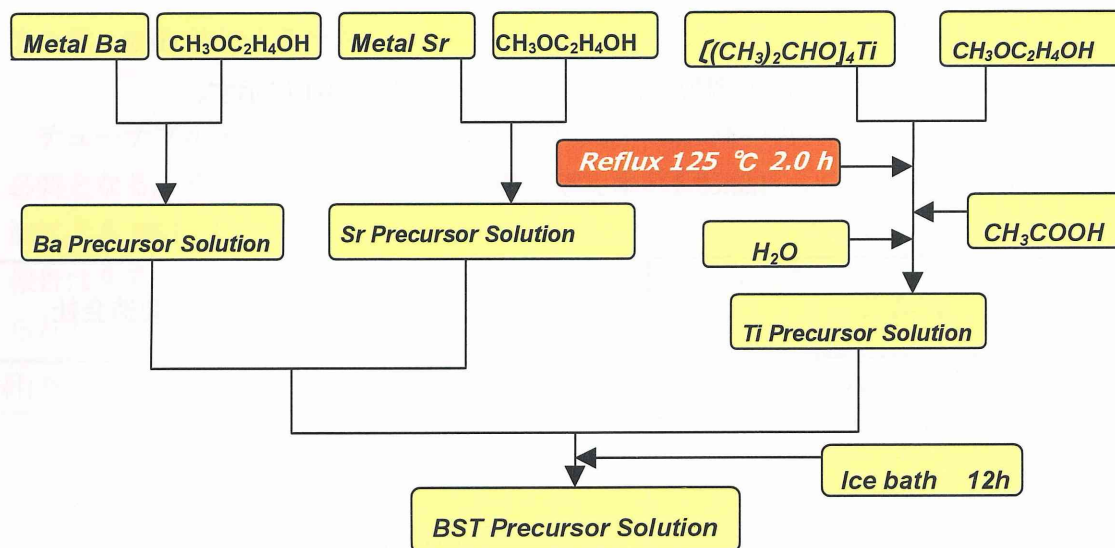 Metal Ba
CH3OC2H4OH
Metal Sr
CH3OC2H4OH
[(CH3)2CHO]4Ti
CH3OC2H4OH
Reflux 125 ℃ 2.0 h
Ba Precursor Solution
Sr Precursor Solution
H2O
CH3COOH
Ti Precursor Solution
Ice bath 12h
BST Precursor Solution